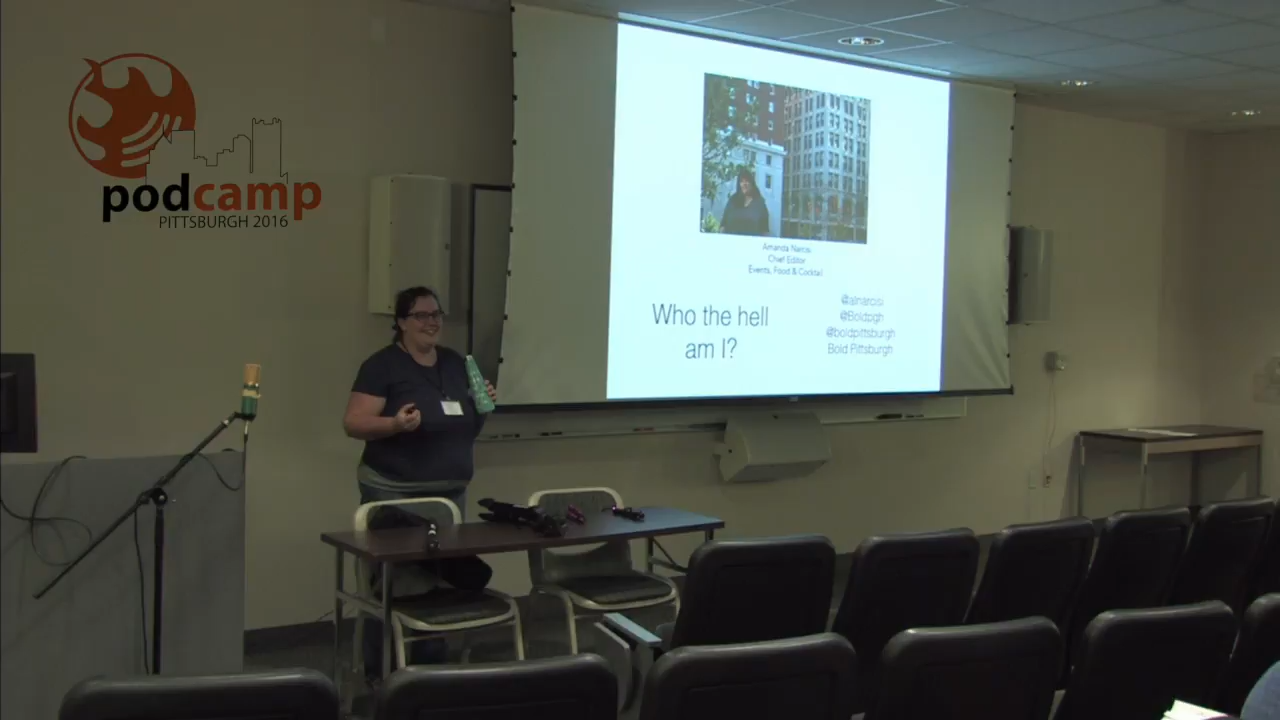 podcamp
PITTSBURGH 2016
Amanda Narcisi
Chief Editor
Events, Food & Cocktail
Who the hell
am I?
@alnarcisi
@Boldpgh
@boldpittsburgh
Bold Pittsburgh